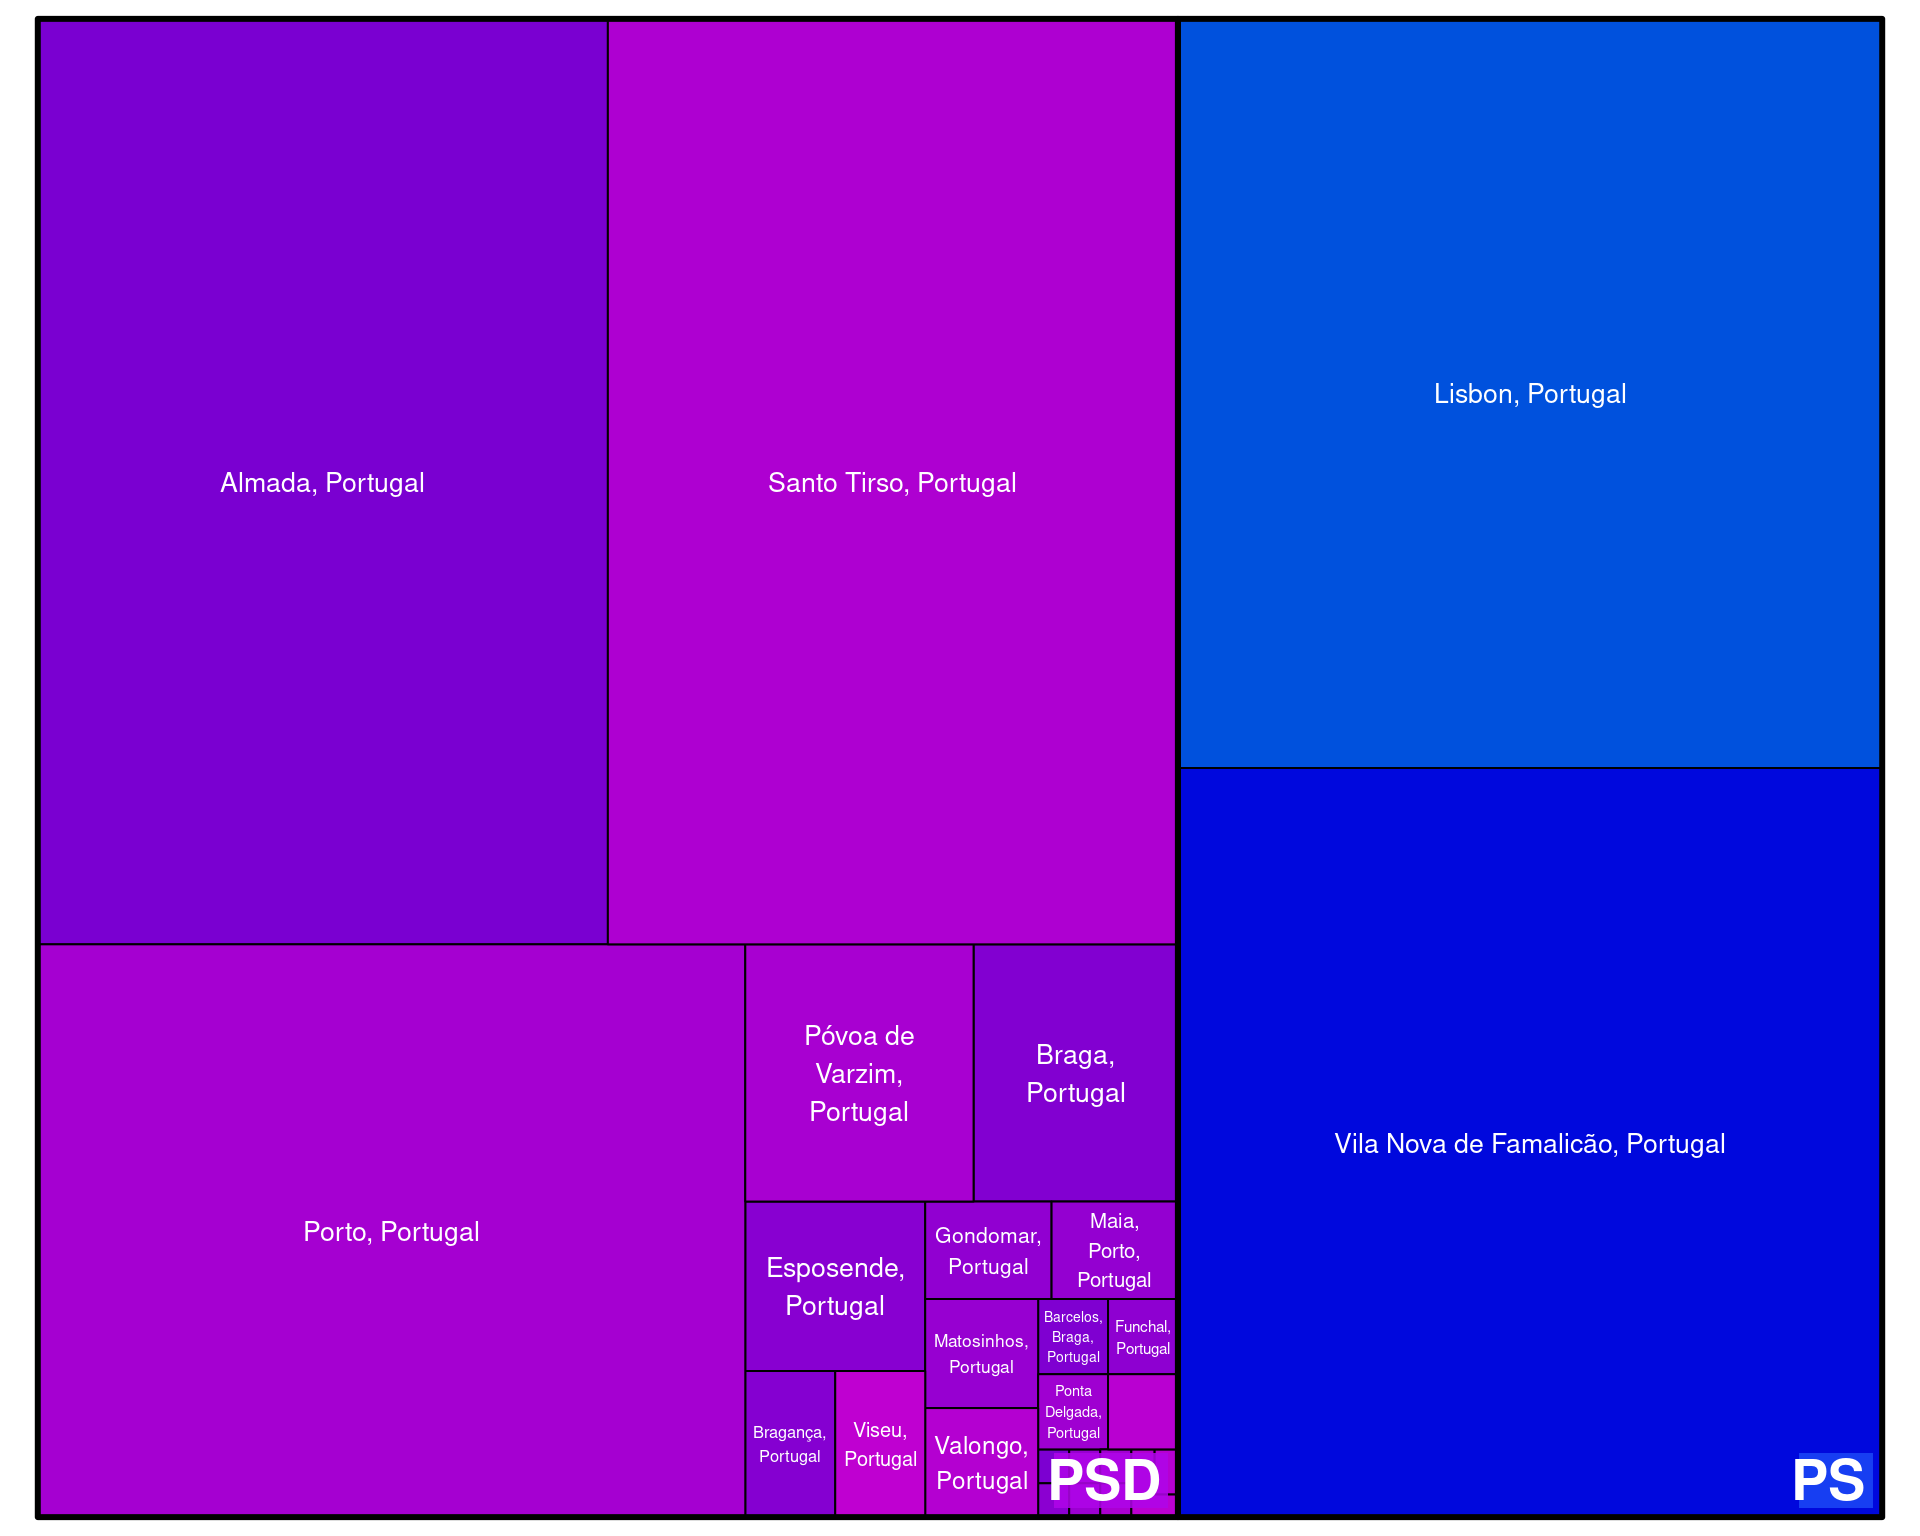 Almada, Portugal
Santo Tirso, Portugal
Lisbon, Portugal
Vila Nova de Famalicão, Portugal
Porto, Portugal
Póvoa de
Varzim,
Portugal
Braga,
Portugal
Esposende,
Portugal
Gondomar,
Portugal
Maia,
Porto,
Portugal
Matosinhos,
Portugal
Barcelos,
Braga,
Portugal
Funchal,
Portugal
Ponta
Delgada,
Portugal
Bragança,
Portugal
Viseu,
Portugal
Valongo,
Portugal
PSD
PS